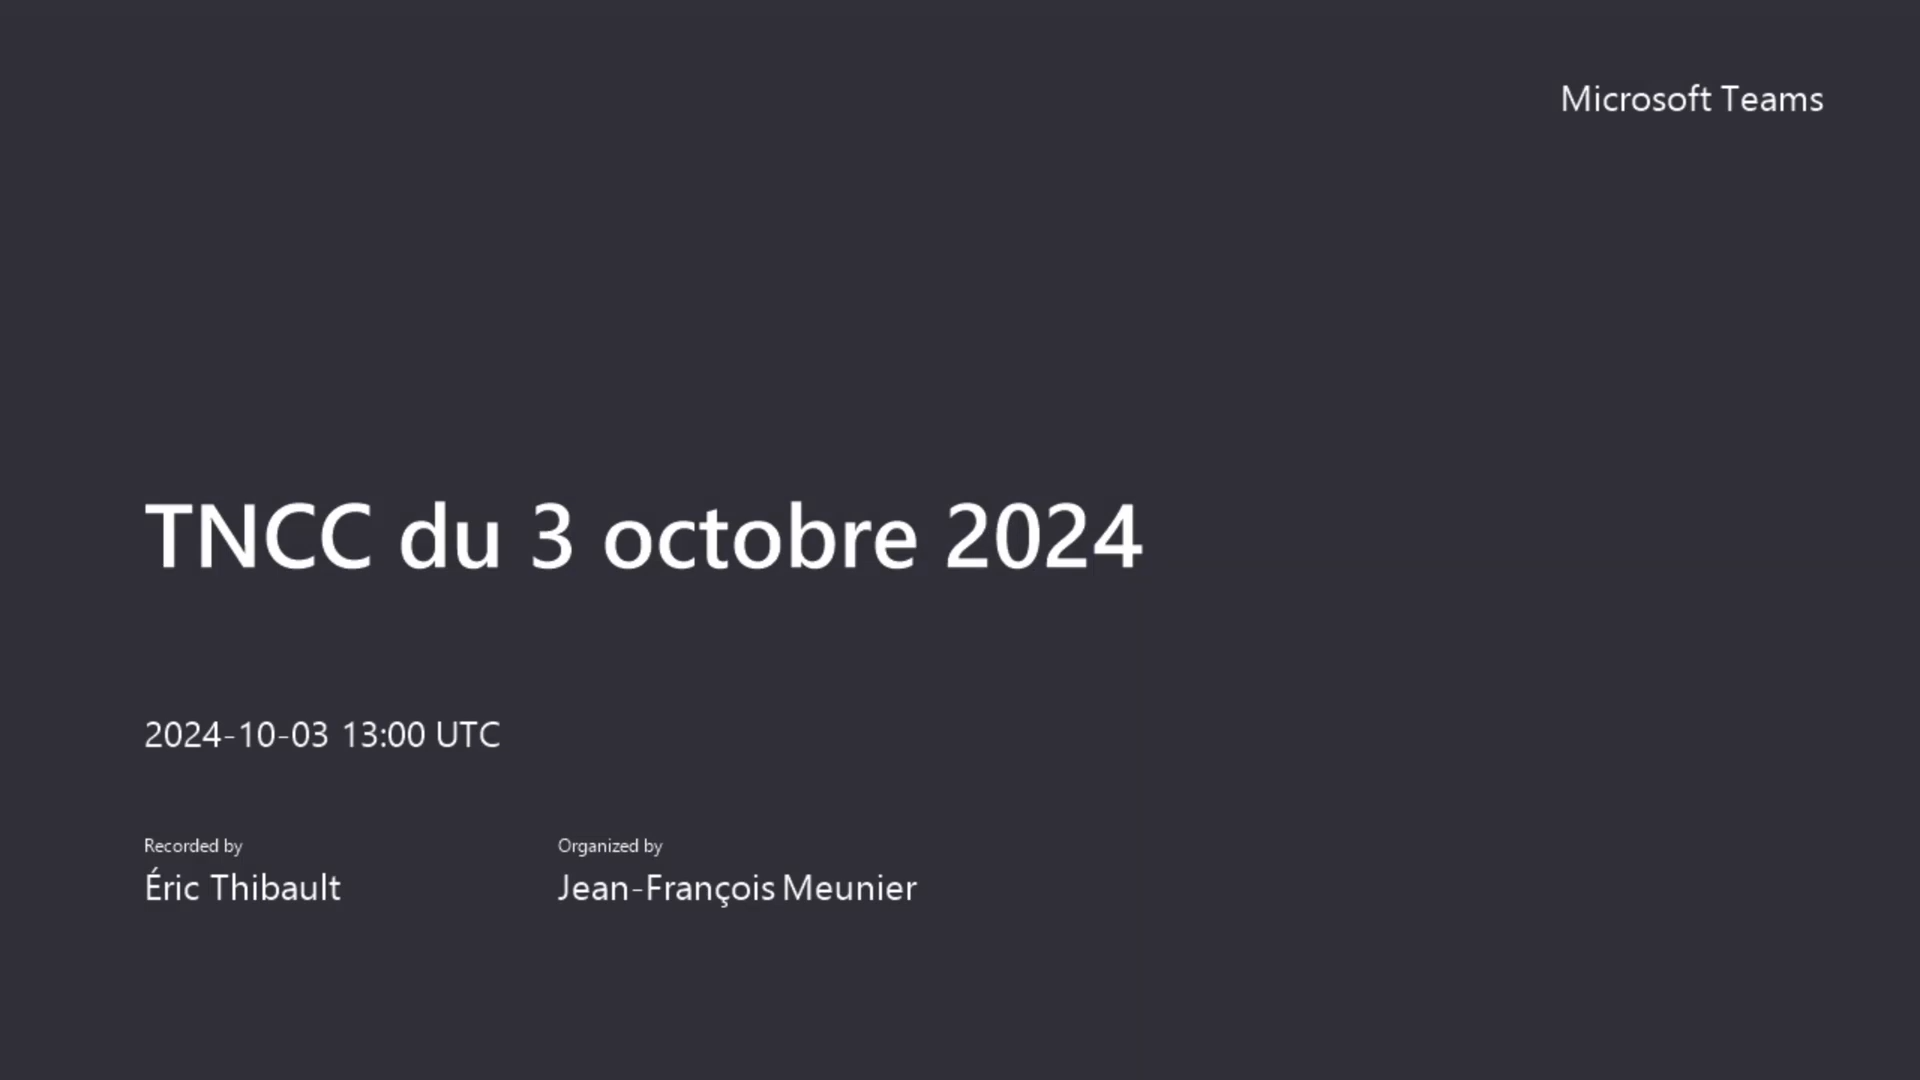 Microsoft Teams
TNCC du 3 octobre 2024
2024-10-03 13:00 UTC
Recorded by
Organized by
Éric Thibault
Jean-François Meunier